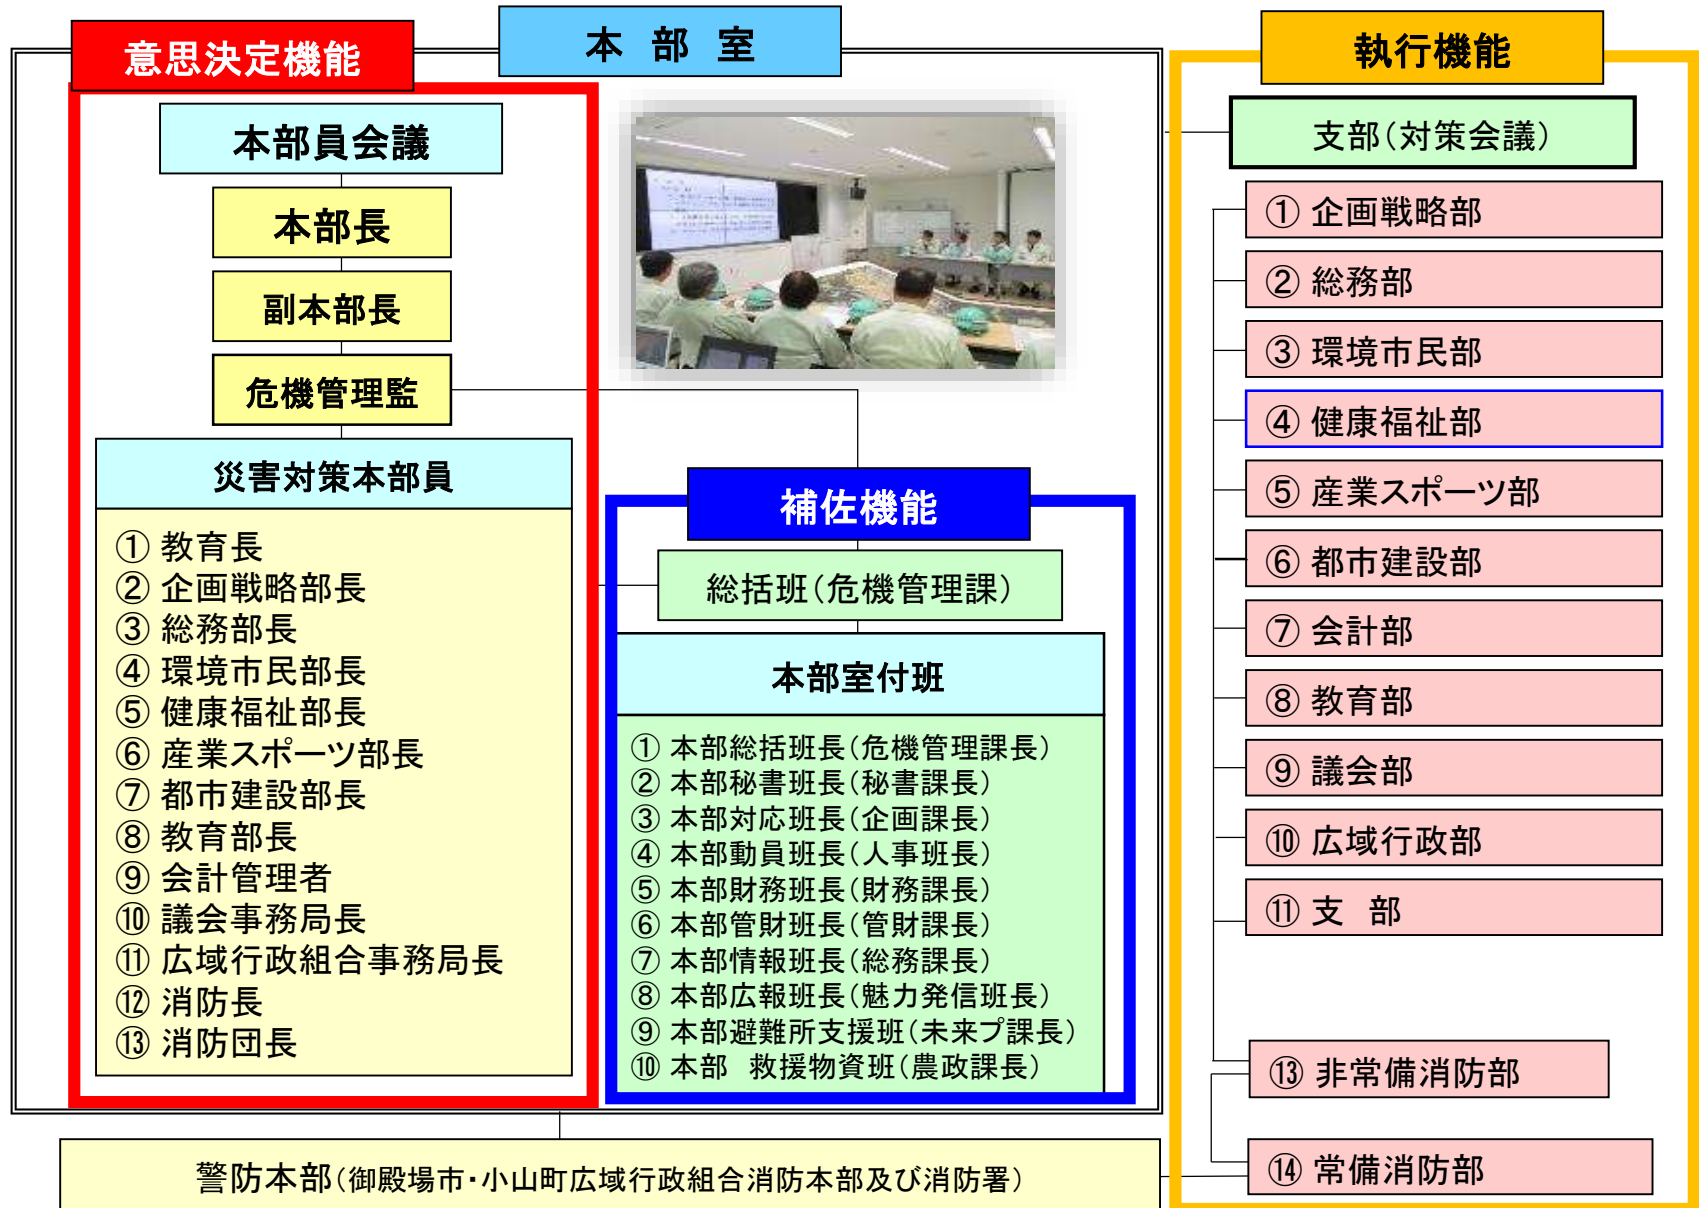 本 部 室
意思決定機能
本部員会議
本部長
副本部長
危機管理監
災害対策本部員
① 教育長
② 企画戦略部長
③ 総務部長
④ 環境市民部長
⑤ 健康福祉部長
⑥ 産業スポーツ部長
⑦ 都市建設部長
⑧ 教育部長
⑨ 会計管理者
⑩ 議会事務局長
⑪ 広域行政組合事務局長
⑫ 消防長
⑬ 消防団長
補佐機能
総括班（危機管理課）
本部室付班
① 本部総括班長（危機管理課長）
② 本部秘書班長（秘書課長）
③ 本部対応班長（企画課長）
④ 本部動員班長（人事班長）
⑤ 本部財務班長（財務課長）
⑥ 本部管財班長（管財課長）
⑦ 本部情報班長（総務課長）
⑧ 本部広報班長（魅力発信班長）
⑨ 本部避難所支援班（未来プ課長）
⑩ 本部　救援物資班（農政課長）
執行機能
支部（対策会議）
① 企画戦略部
② 総務部
③ 環境市民部
④ 健康福祉部
⑤ 産業スポーツ部
⑥ 都市建設部
⑦ 会計部
⑧ 教育部
⑨ 議会部
⑩ 広域行政部
⑪ 支　部
⑬ 非常備消防部
⑭ 常備消防部
警防本部（御殿場市・小山町広域行政組合消防本部及び消防署）